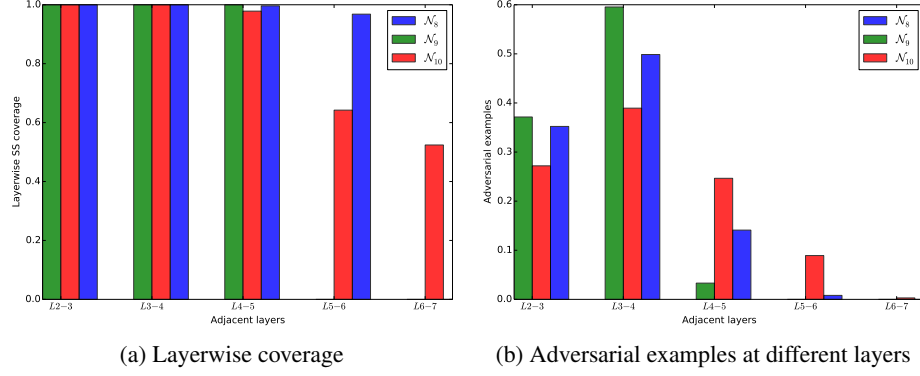 1.0
0.8
0.6
0.4
0.2
0.0
Layerwise SS coverage
L2−3
L3−4
L4−5
L5−6
L6−7
Adjacent layers
𝒩8
𝒩9
𝒩10
(a) Layerwise coverage
0.6
0.5
0.4
0.3
0.2
0.1
0.0
Adversarial examples
L2−3
L3−4
L4−5
L5−6
L6−7
Adjacent layers
𝒩8
𝒩9
𝒩10
(b) Adversarial examples at different layers